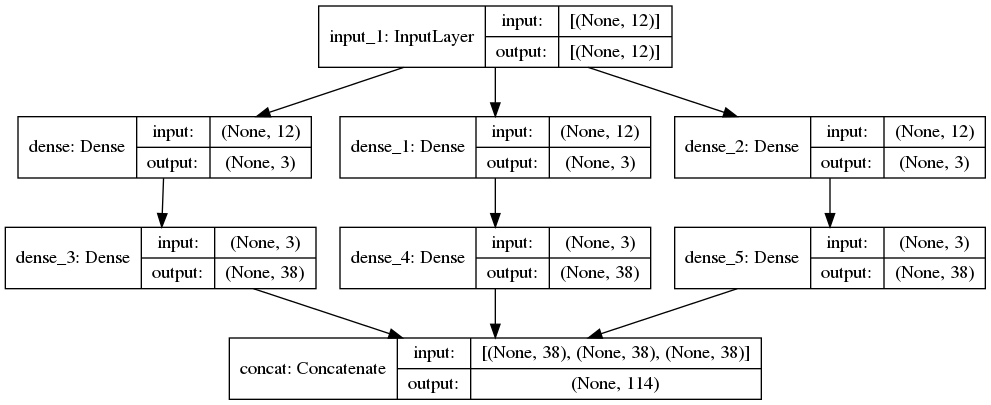 input_1: InputLayer
input: [(None, 12)]
output: [(None, 12)]
dense: Dense
input: (None, 12)
output: (None, 3)
dense_1: Dense
input: (None, 12)
output: (None, 3)
dense_2: Dense
input: (None, 12)
output: (None, 3)
dense_3: Dense
input: (None, 3)
output: (None, 38)
dense_4: Dense
input: (None, 3)
output: (None, 38)
dense_5: Dense
input: (None, 3)
output: (None, 38)
concat: Concatenate
input: [(None, 38), (None, 38), (None, 38)]
output: (None, 114)